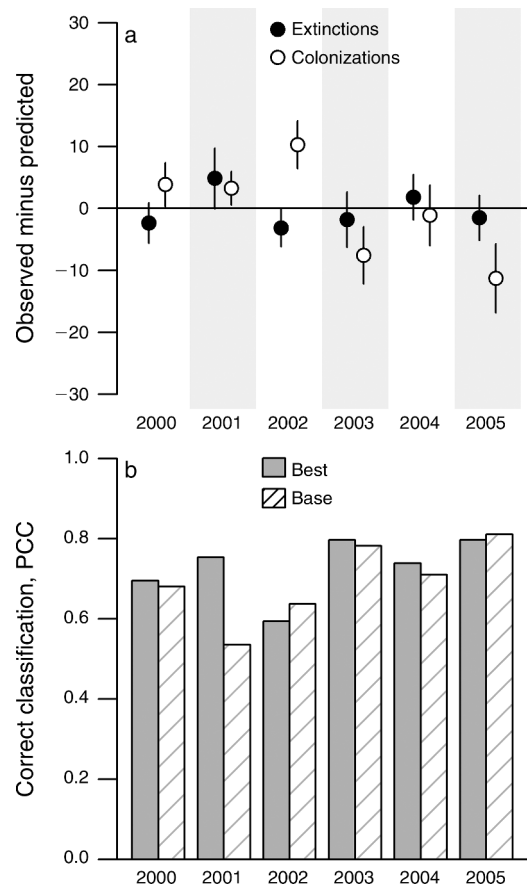 a
Extinctions
Colonizations
Observed minus predicted
30
20
10
0
−10
−20
−30
2000 2001 2002 2003 2004 2005
b
Best
Base
Correct classification, PCC
1.0
0.8
0.6
0.4
0.2
0.0
2000 2001 2002 2003 2004 2005